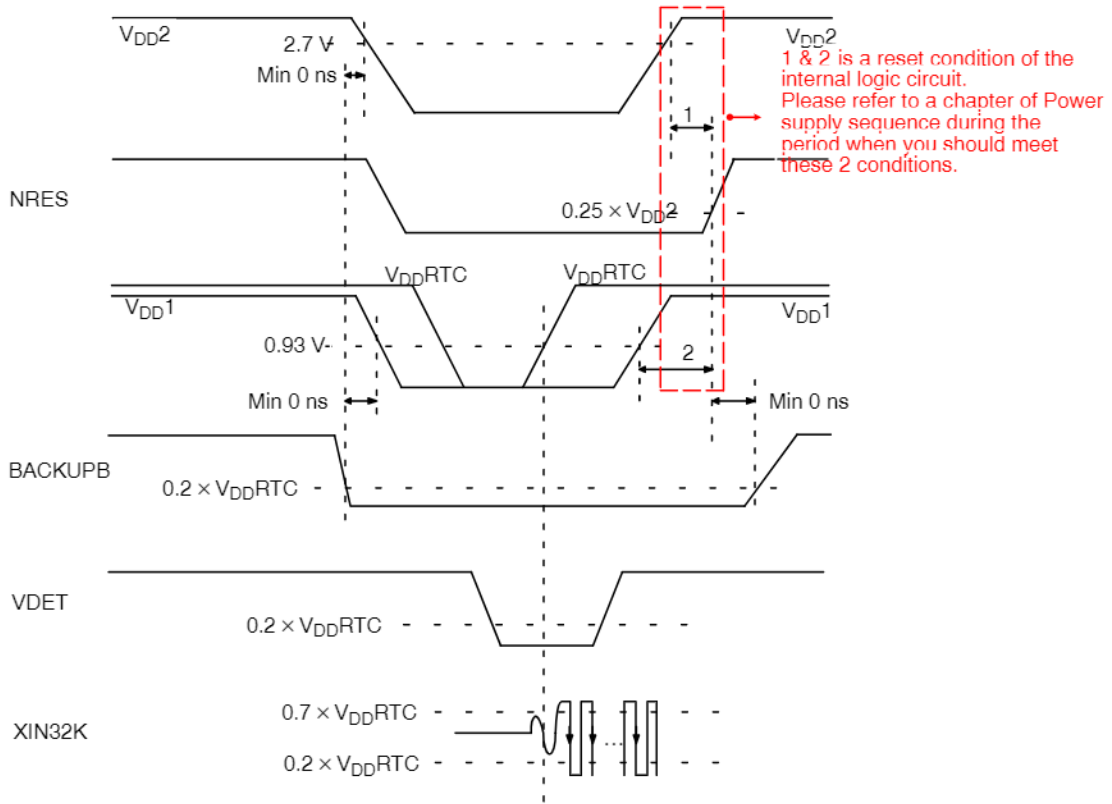 VDD2
2.7 V
Min 0 ns
VDD2
1 & 2 is a reset condition of the
internal logic circuit.
Please refer to a chapter of Power
supply sequence during the
period when you should meet
these 2 conditions.
1
NRES
0.25 × VDD2
VDDRTC
VDDRTC
VDD1
VDD1
0.93 V
2
Min 0 ns
Min 0 ns
BACKUPB
0.2 × VDDRTC
VDET
0.2 × VDDRTC
0.7 × VDDRTC
XIN32K
...
0.2 × VDDRTC